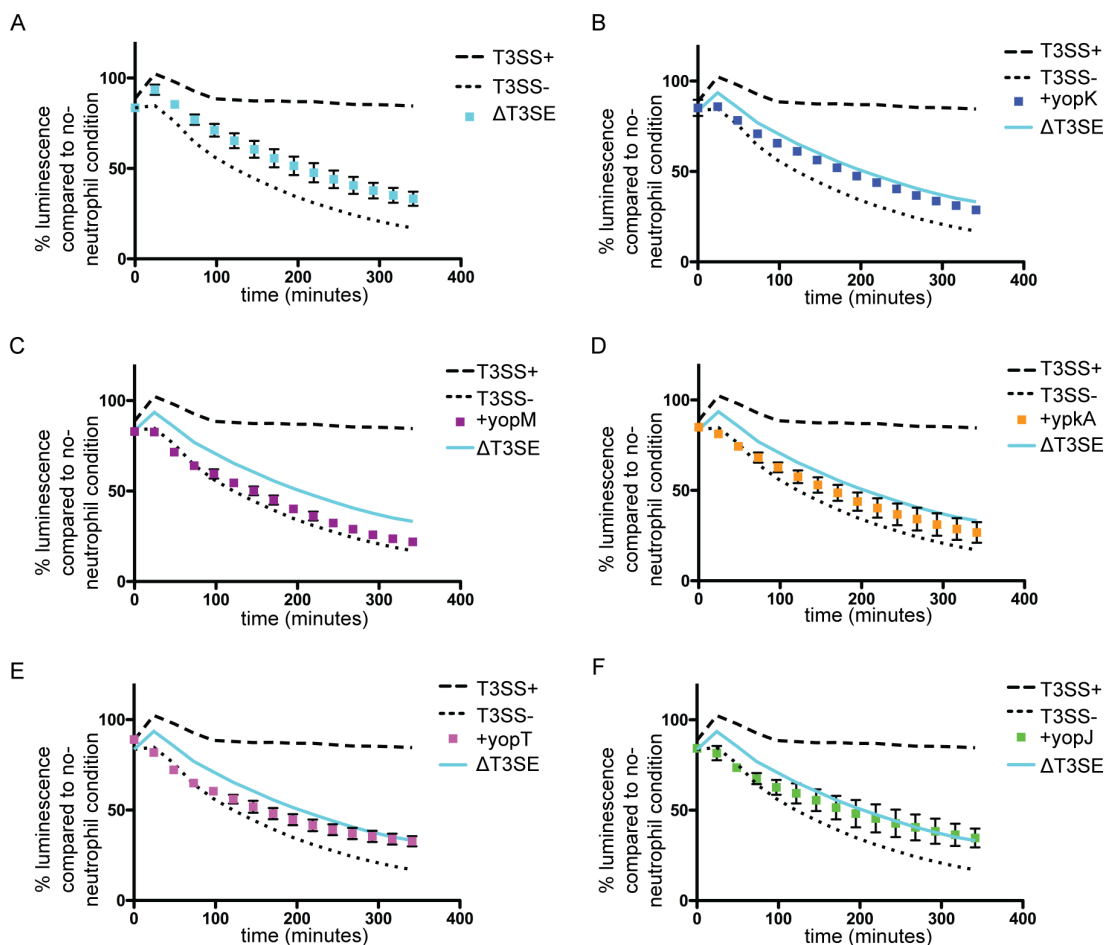 A
% luminescence
compared to no-
neutrophil condition
100
50
0
0 100 200 300 400
time (minutes)
T3SS+
T3SS-
ΔT3SE
B
% luminescence
compared to no-
neutrophil condition
100
50
0
0 100 200 300 400
time (minutes)
T3SS+
T3SS-
+yopK
ΔT3SE
C
% luminescence
compared to no-
neutrophil condition
100
50
0
0 100 200 300 400
time (minutes)
T3SS+
T3SS-
+yopM
ΔT3SE
D
% luminescence
compared to no-
neutrophil condition
100
50
0
0 100 200 300 400
time (minutes)
T3SS+
T3SS-
+ypkA
ΔT3SE
E
% luminescence
compared to no-
neutrophil condition
100
50
0
0 100 200 300 400
time (minutes)
T3SS+
T3SS-
+yopT
ΔT3SE
F
% luminescence
compared to no-
neutrophil condition
100
50
0
0 100 200 300 400
time (minutes)
T3SS+
T3SS-
+yopJ
ΔT3SE